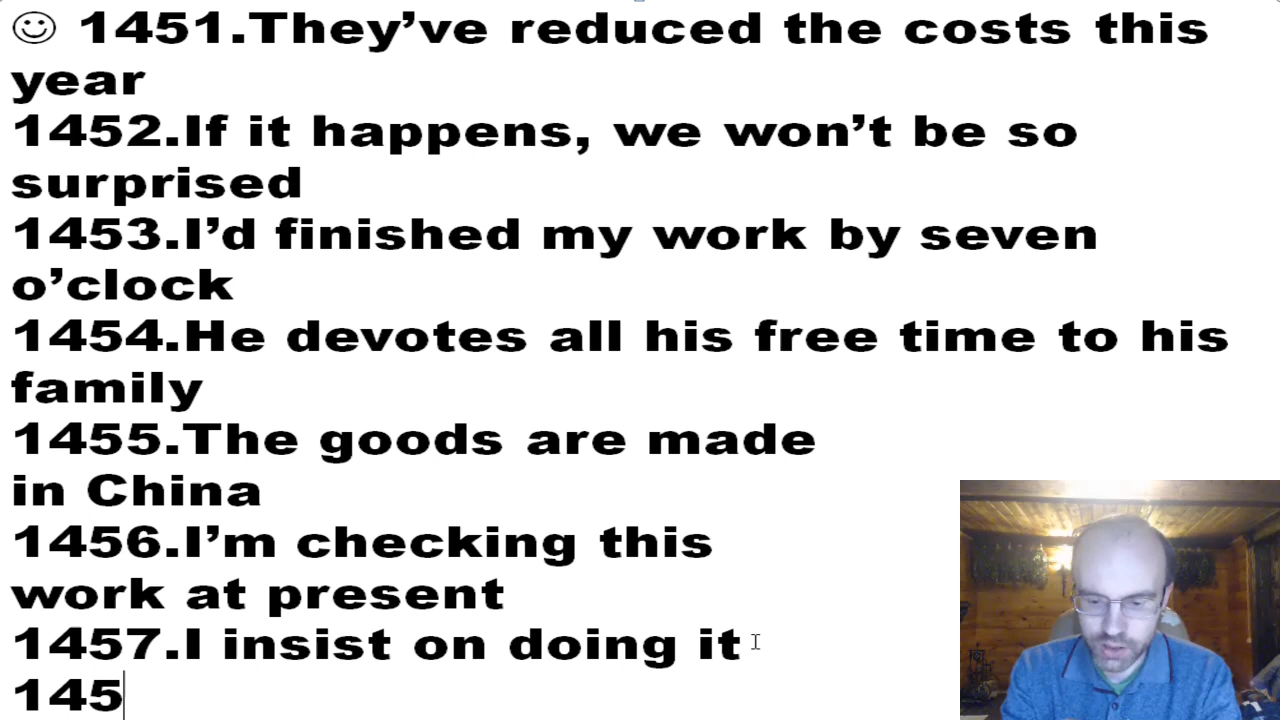 ☺ 1451.They’ve reduced the costs this
year
1452.If it happens, we won’t be so
surprised
1453.I’d finished my work by seven
o’clock
1454.He devotes all his free time to his
family
1455.The goods are made
in China
1456.I’m checking this
work at present
1457.I insist on doing it
145